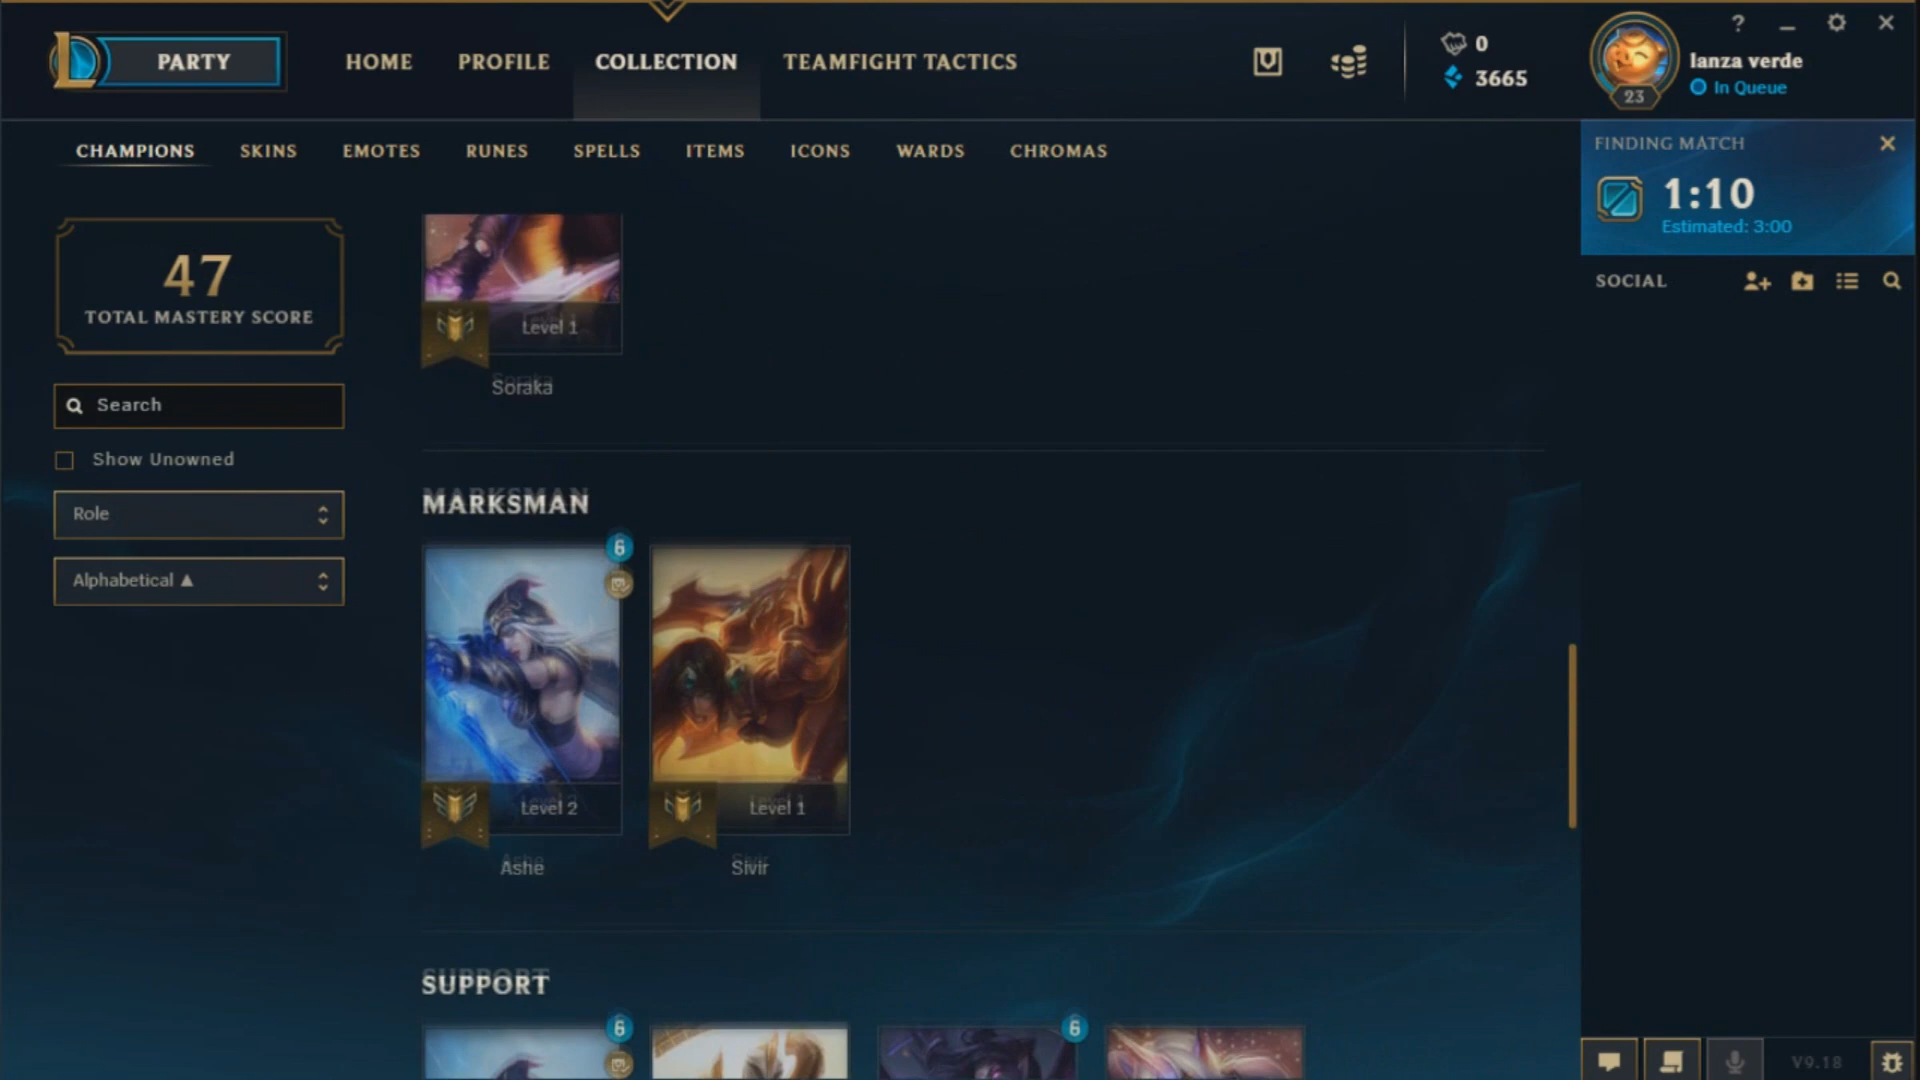 PARTY
HOME
PROFILE
COLLECTION
TEAMFIGHT TACTICS
0
3665
?
lanza verde
In Queue
23
CHAMPIONS
SKINS
EMOTES
RUNES
SPELLS
ITEMS
ICONS
WARDS
CHROMAS
FINDING MATCH
1:10
Estimated: 3:00
SOCIAL
47
TOTAL MASTERY SCORE
Search
Show Unowned
Role
Alphabetical ▲
Level 1
Soraka
MARKSMAN
6
Level 2
Ashe
Level 1
Sivir
SUPPORT
6
6
V9.18